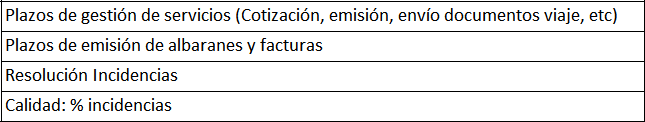 Plazos de gestión de servicios (Cotización, emisión, envío documentos viaje, etc)
Plazos de emisión de albaranes y facturas
Resolución Incidencias
Calidad: % incidencias